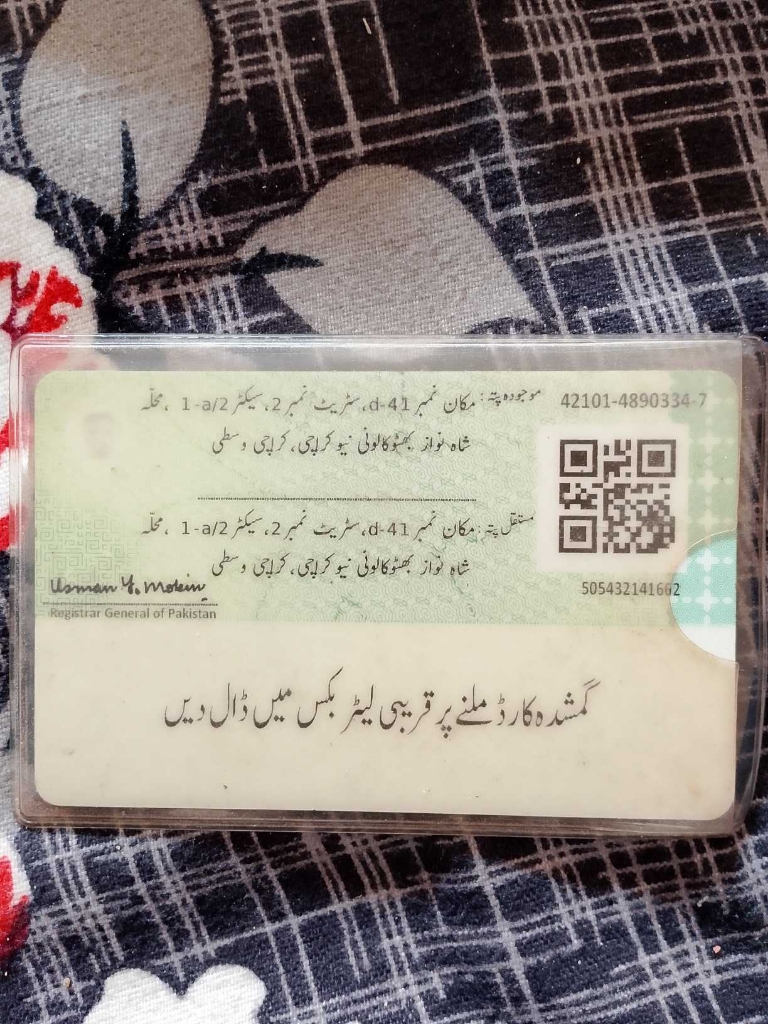 42101-4890334-7
موجودہ پتہ: مکان نمبر d-41، سٹریٹ نمبر 2، سیکٹر 1-a/2 ، محلّہ
شاہ نواز بھٹو کالونی نیو کراچی، کراچی وسطی
مستقل پتہ: مکان نمبر d-41، سٹریٹ نمبر 2، سیکٹر 1-a/2 ، محلّہ
شاہ نواز بھٹو کالونی نیو کراچی، کراچی وسطی
505432141662
Usman Y. Mobin
Registrar General of Pakistan
گمشدہ کارڈ ملنے پر قریبی لیٹر بکس میں ڈال دیں